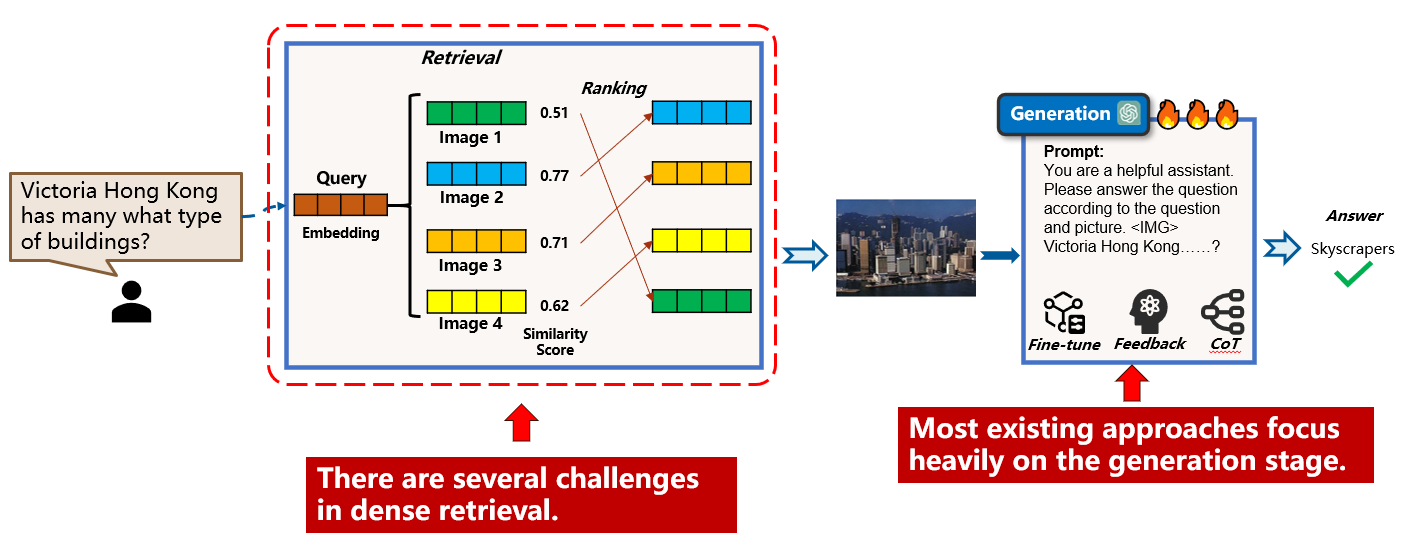 Victoria Hong Kong
has many what type
of buildings?
Retrieval
Ranking
Query
Embedding
Image 1
0.51
Image 2
0.77
Image 3
0.71
Image 4
0.62
Similarity
Score
There are several challenges
in dense retrieval.
Generation
Prompt:
You are a helpful assistant.
Please answer the question
according to the question
and picture. <IMG>
Victoria Hong Kong……?
Fine-tune
Feedback
CoT
Most existing approaches focus
heavily on the generation stage.
Answer
Skyscrapers